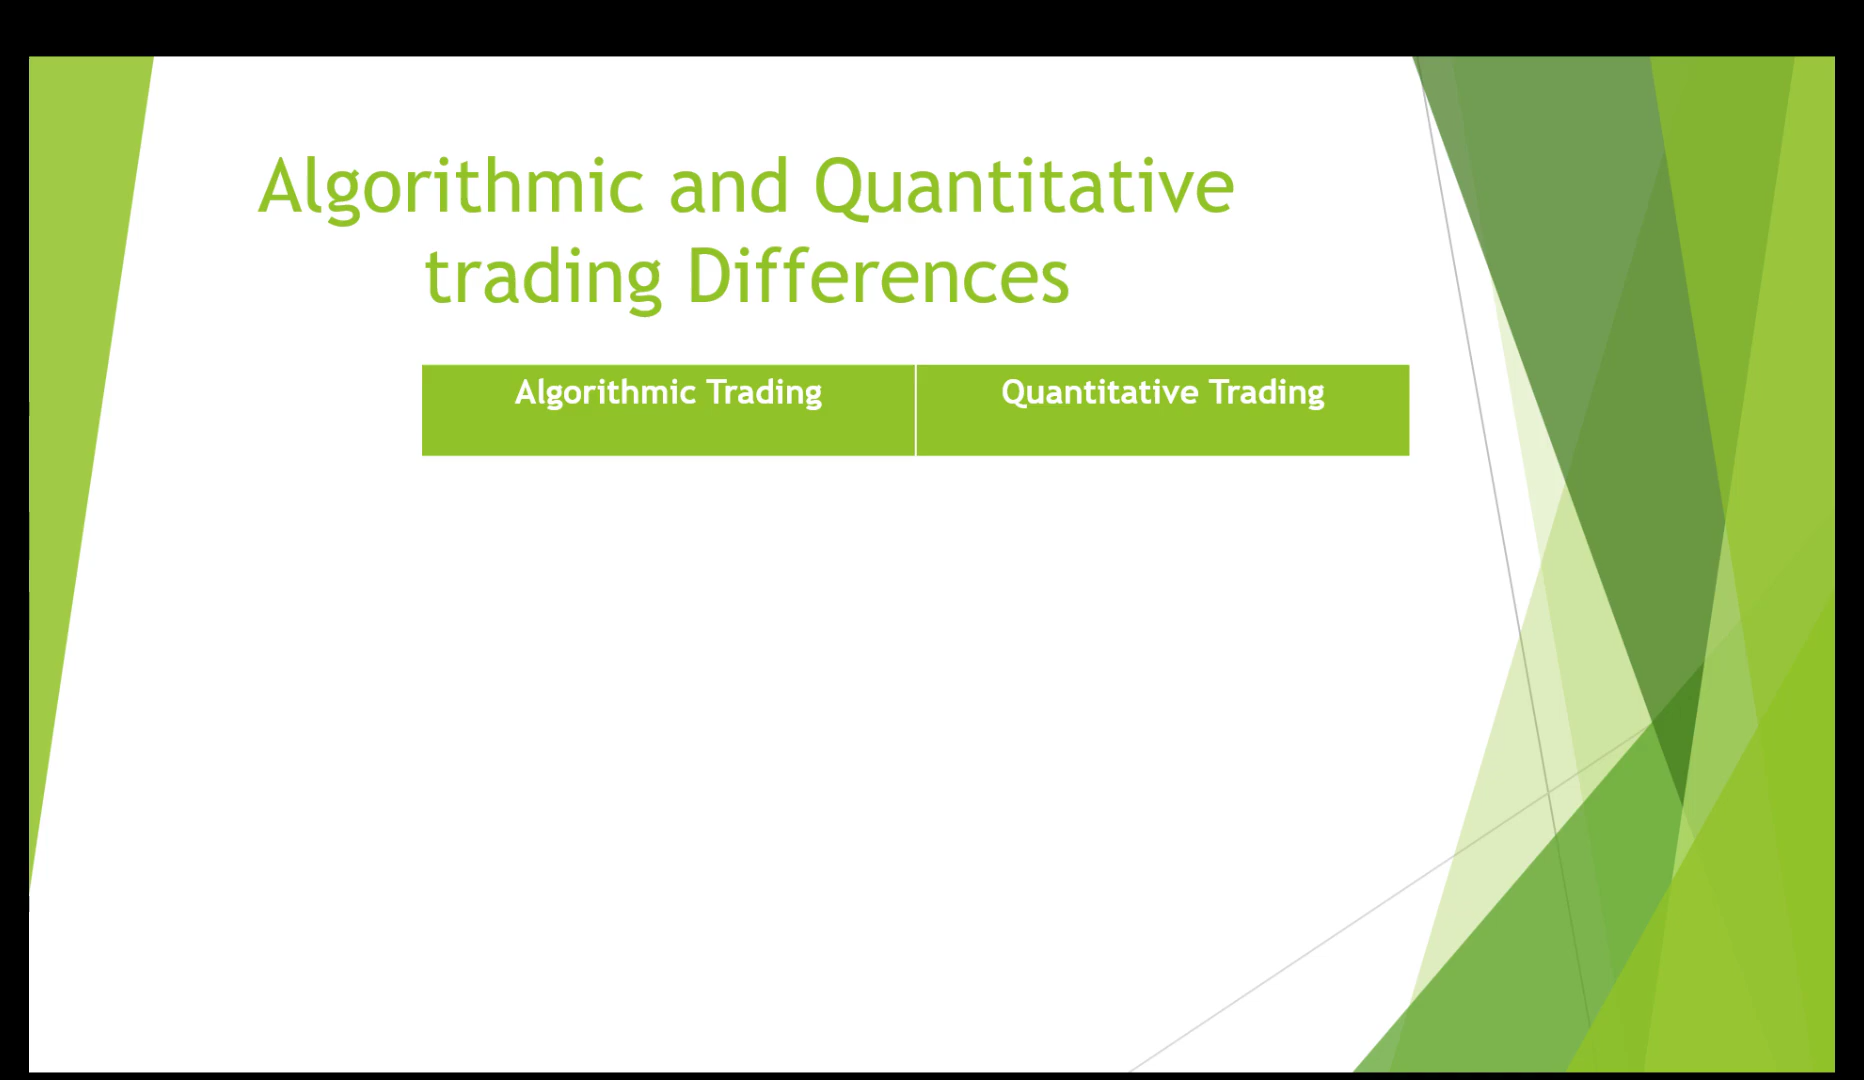 Algorithmic and Quantitative
trading Differences
Algorithmic Trading
Quantitative Trading